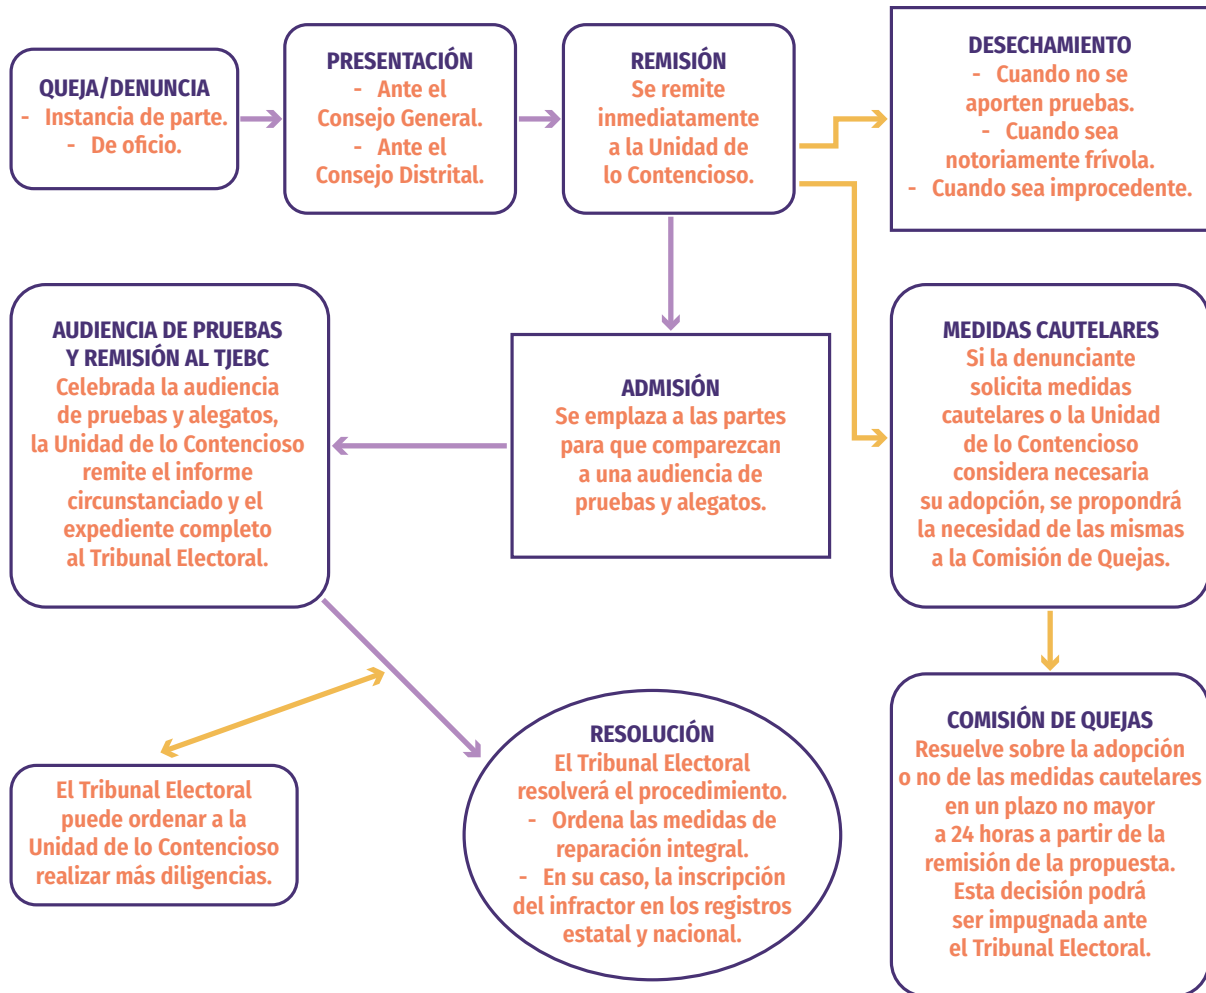 QUEJA/DENUNCIA
- Instancia de parte.
- De oficio.
PRESENTACIÓN
- Ante el
Consejo General.
- Ante el
Consejo Distrital.
REMISIÓN
Se remite
inmediatamente
a la Unidad de
lo Contencioso.
DESECHAMIENTO
- Cuando no se
aporten pruebas.
- Cuando sea
notoriamente frívola.
- Cuando sea improcedente.
AUDIENCIA DE PRUEBAS
Y REMISIÓN AL TJEBC
Celebrada la audiencia
de pruebas y alegatos,
la Unidad de lo Contencioso
remite el informe
circunstanciado y el
expediente completo
al Tribunal Electoral.
ADMISIÓN
Se emplaza a las partes
para que comparezcan
a una audiencia de
pruebas y alegatos.
MEDIDAS CAUTELARES
Si la denunciante
solicita medidas
cautelares o la Unidad
de lo Contencioso
considera necesaria
su adopción, se propondrá
la necesidad de las mismas
a la Comisión de Quejas.
El Tribunal Electoral
puede ordenar a la
Unidad de lo Contencioso
realizar más diligencias.
RESOLUCIÓN
El Tribunal Electoral
resolverá el procedimiento.
- Ordena las medidas de
reparación integral.
- En su caso, la inscripción
del infractor en los registros
estatal y nacional.
COMISIÓN DE QUEJAS
Resuelve sobre la adopción
o no de las medidas cautelares
en un plazo no mayor
a 24 horas a partir de la
remisión de la propuesta.
Esta decisión podrá
ser impugnada ante
el Tribunal Electoral.